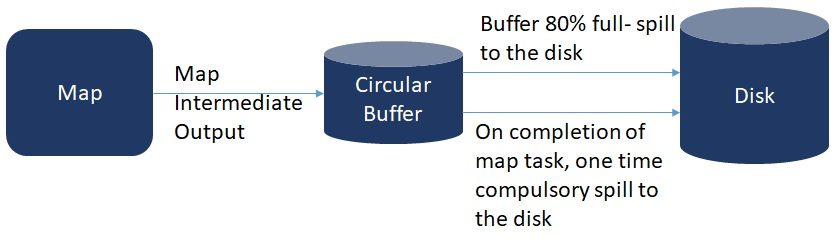 Map
Map
Intermediate
Output
Circular
Buffer
Buffer 80% full- spill
to the disk
On completion of
map task, one time
compulsory spill to
the disk
Disk